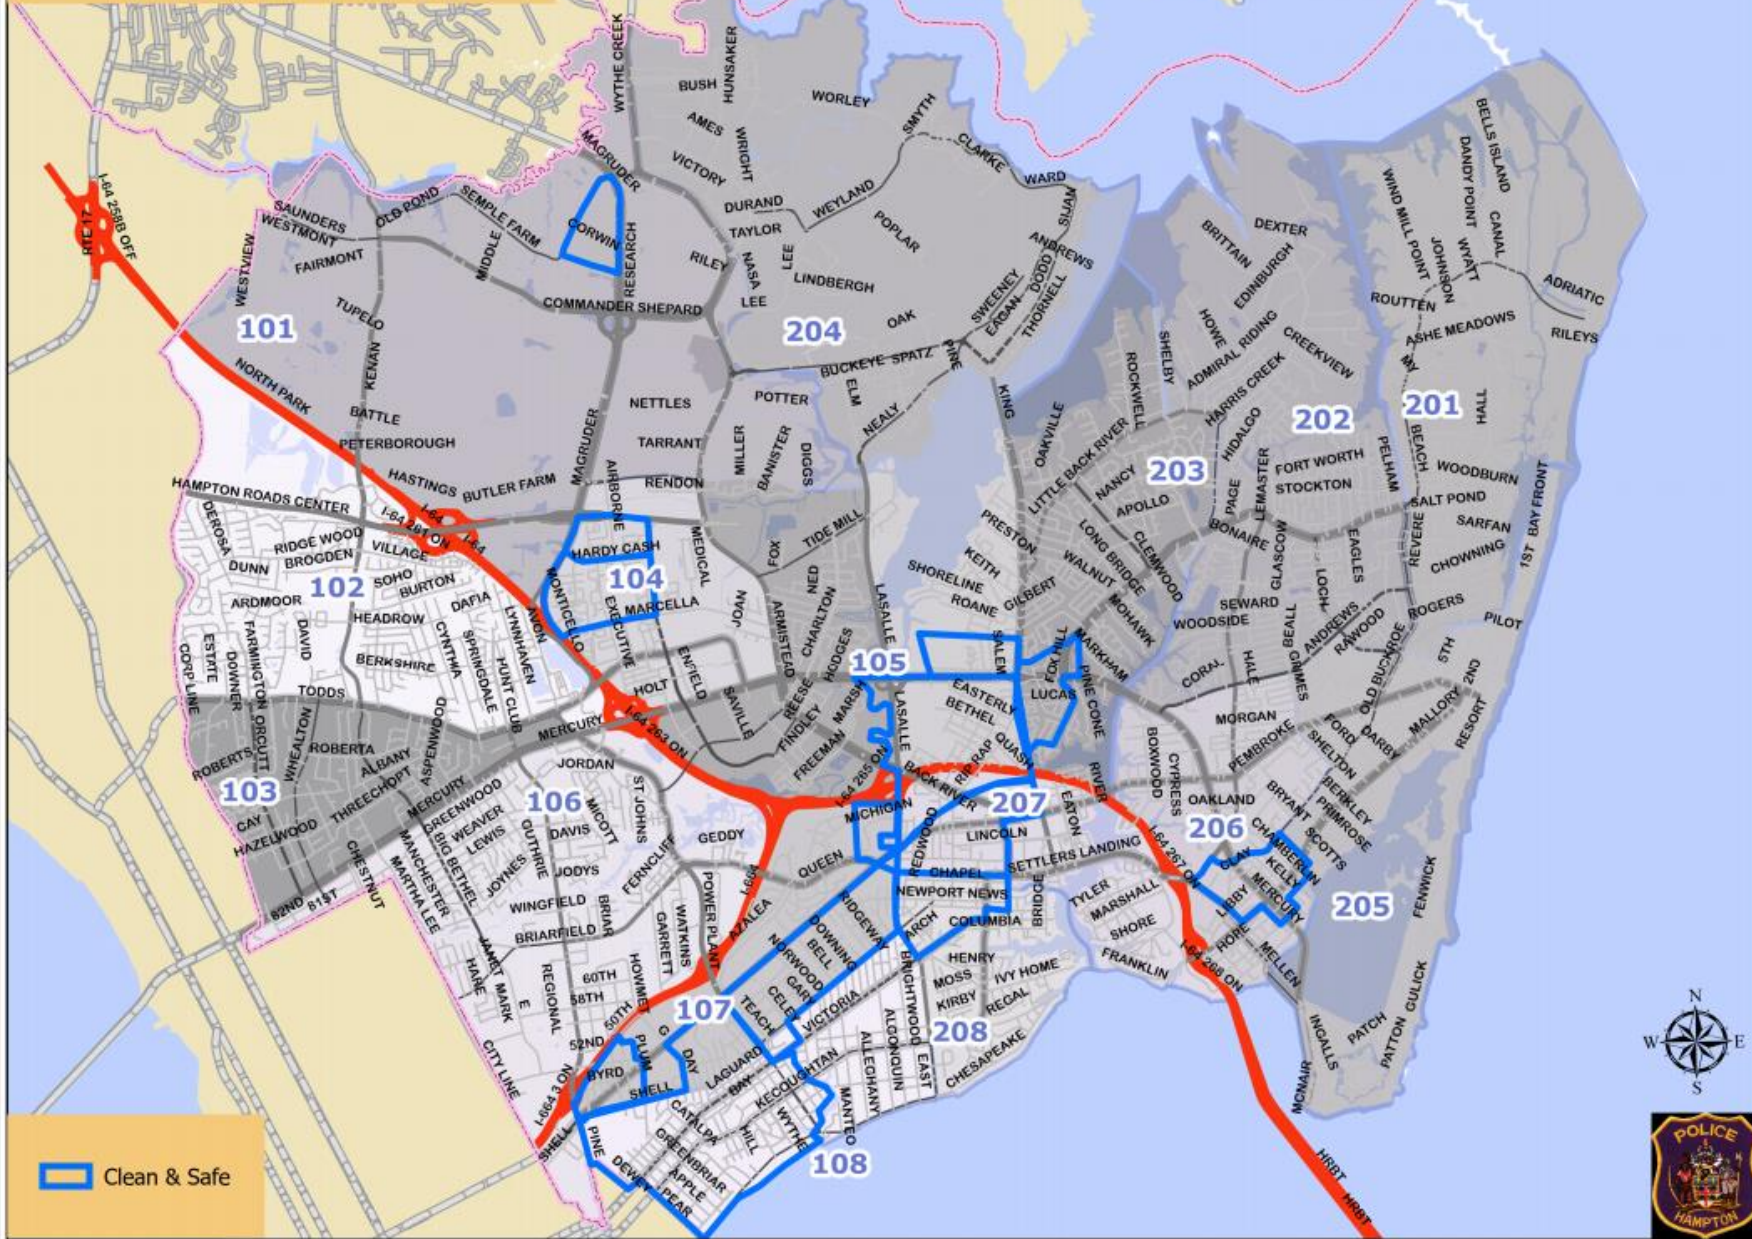 WYTHE CREEK
HUNSAKER
BUSH
WORLEY
SMYTH
AMES
WRIGHT
CLARKE
MAGRUDER
VICTORY
WARD
BELLS ISLAND
DANDY POINT
WIND MILL POINT
I-64 258B OFF
RTE 17
SAUNDERS
OLD POND
SEMPLE FARM
WESTMONT
CORWIN
DURAND
WEYLAND
SIJAN
POPLAR
TAYLOR
DEXTER
BRITTAIN
CANAL
WYATT
JOHNSON
WESTVIEW
FAIRMONT
MIDDLE
RESEARCH
RILEY
NASA
LEE
LINDBERGH
ANDREWS
DODD
EDINBURGH
ADRIATIC
TUPELO
COMMANDER SHEPARD
LEE
SWEENEY
EAGAN
THORNELL
ROUTTEN
101
204
OAK
HOWE
ADMIRAL RIDING
CREEKVIEW
ASHE MEADOWS
RILEYS
NORTH PARK
KENAN
BUCKEYE
SPATZ
PINE
SHELBY
ROCKWELL
HARRIS CREEK
MY
BATTLE
NETTLES
POTTER
ELM
NEALY
KING
202
201
HALL
PETERBOROUGH
MAGRUDER
TARRANT
MILLER
BANISTER
DIGGS
OAKVILLE
LITTLE BACK RIVER
HIDALGO
PELHAM
BEACH
HASTINGS
BUTLER FARM
AIRBORNE
RENDON
NANCY
203
FORT WORTH
WOODBURN
HAMPTON ROADS CENTER
I-64
APOLLO
PAGE
LEMASTER
STOCKTON
SALT POND
DEROSA
I-64 261 ON
I-64
MEDICAL
TIDE MILL
PRESTON
LONG BRIDGE
CLEMWOOD
BONAIRE
SARFAN
1ST
BAY FRONT
RIDGE WOOD
BROGDEN
VILLAGE
HARDY CASH
FOX
KEITH
WALNUT
GLASCOW
EAGLES
REVERE
CHOWNING
DUNN
102
SOHO
BURTON
MONTICELLO
104
NED
LASALLE
SHORELINE
ROANE
GILBERT
LOCH
ARDMOOR
DAFIA
AVON
EXECUTIVE
MARCELLA
JOAN
ARMISTEAD
CHARLTON
MOHAWK
SEWARD
WOODSIDE
BEALL
ANDREWS
RAWOOD
ROGERS
PILOT
ESTATE
FARMINGTON
DAVID
HEADROW
CYNTHIA
SPRINGDALE
LYNNHAVEN
HODGES
SALEM
FOX HILL
MARKHAM
COPP LINE
DOWNER
BERKSHIRE
HUNT CLUB
ENFIELD
105
CORAL
HALE
GRIMES
OLD BUCKROE
5TH
2ND
TODDS
HOLT
SAVILLE
REESE
MARSH
LASALLE
EASTERLY
LUCAS
PINE CONE
MALLORY
ORCUTT
WHEALTON
ASPENWOOD
MERCURY
I-64 263 ON
FINDLEY
BETHEL
MORGAN
FORD
DARBY
RESORT
ROBERTS
ROBERTA
ALBANY
FREEMAN
I-64 265 ON
RIP RAP
QUASH
BOXWOOD
PEMBROKE
SHELTON
103
THREECHOPT
MERCURY
JORDAN
BACK RIVER
RIVER
CYPRESS
BERKLEY
CAY
GREENWOOD
WEAVER
106
MICOTT
ST JOHNS
MICHIGAN
207
EATON
OAKLAND
BRYANT
PRIMROSE
HAZELWOOD
LEWIS
BIG BETHEL
GUTHRIE
DAVIS
GEDDY
REDWOOD
LINCOLN
206
CHAMBERLIN
SCOTTS
CHESTNUT
MANCHESTER
MARTHA LEE
JOYNES
JODYS
FERNCLIFF
QUEEN
CHAPEL
SETTLERS LANDING
I-64 267 ON
CLAY
KELLY
82ND
81ST
WINGFIELD
BRIAR
POWER PLANT
I-664
NEWPORT NEWS
TYLER
MARSHALL
LIBBY
MERCURY
205
FENWICK
BRIARFIELD
GARRETT
WATKINS
AZALEA
RIDGEWAY
ARCH
COLUMBIA
BRIDGE
SHORE
HOPE
JANET
HARE
MARK
E
REGIONAL
60TH
HOWMET
DOWNING
BELL
NORWOOD
HENRY
FRANKLIN
I-64 268 ON
MELLEN
58TH
GARY
BRIGHTWOOD
MOSS
IVY HOME
GULICK
50TH
107
CELEY
TEACH
VICTORIA
KIRBY
REGAL
52ND
G
ALGONQUIN
208
INGALLS
PATCH
PATTON
CITY LINE
PLUM
DAY
LAGUARD
KECOUGHTAN
ALLEGHANY
EAST
CHESAPEAKE
BYRD
SHELL
BAY
MCNAIR
I-664 3 ON
CATALPA
WYTHE
MANTEO
SHELL
PINE
GREENBRIAR
HILL
108
DEWEY
APPLE
PEAR
HRBT
HRBT
N
W
E
S
Clean & Safe
POLICE
HAMPTON